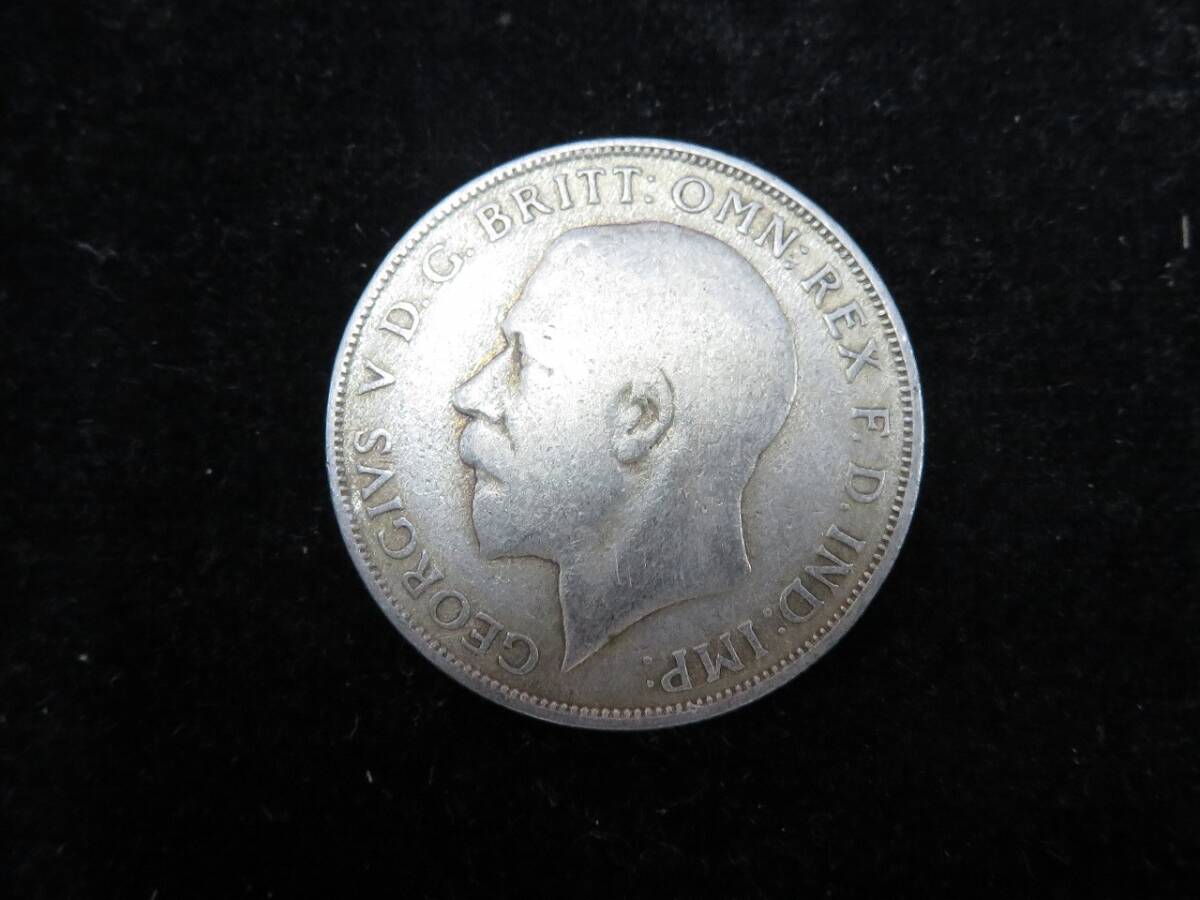 GEORGIVS V D.G. BRITT: OMN: REX F.D. IND: IMP: